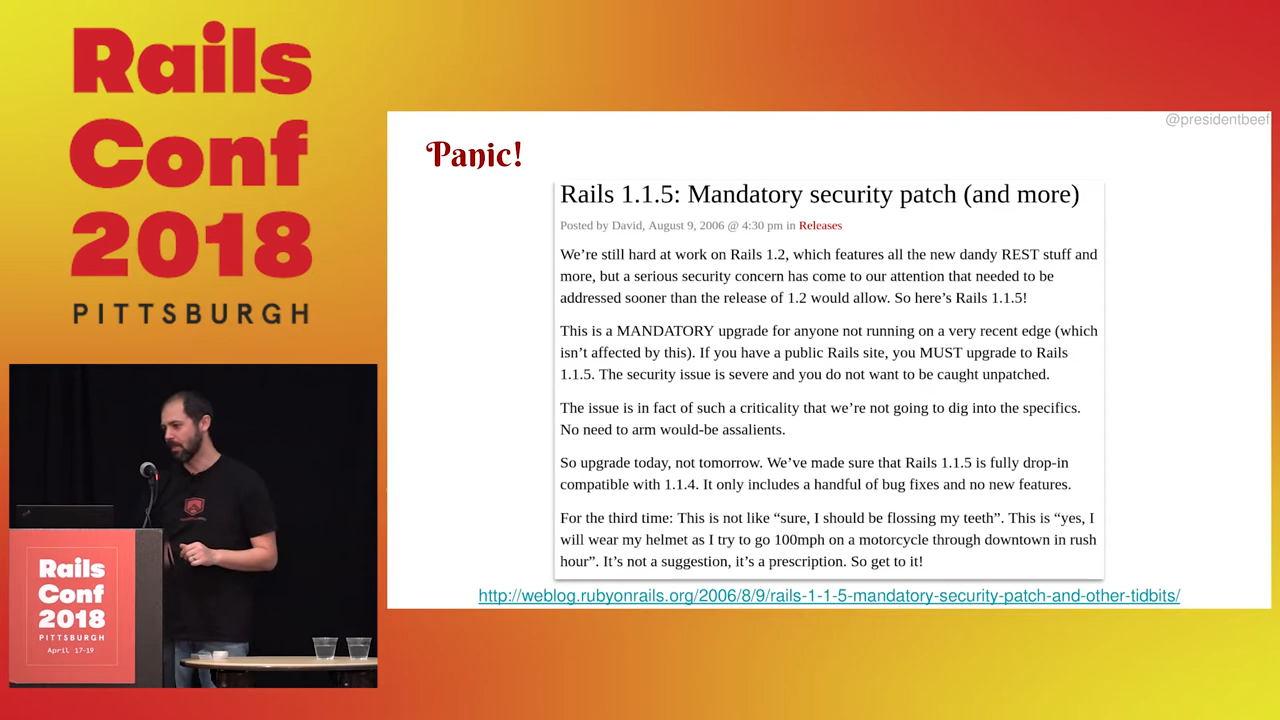 Rails
Conf
2018
PITTSBURGH
@presidentbeef
Panic!
Rails 1.1.5: Mandatory security patch (and more)
Posted by David, August 9, 2006 @ 4:30 pm in Releases
We’re still hard at work on Rails 1.2, which features all the new dandy REST stuff and
more, but a serious security concern has come to our attention that needed to be
addressed sooner than the release of 1.2 would allow. So here’s Rails 1.1.5!
This is a MANDATORY upgrade for anyone not running on a very recent edge (which
isn’t affected by this). If you have a public Rails site, you MUST upgrade to Rails
1.1.5. The security issue is severe and you do not want to be caught unpatched.
The issue is in fact of such a criticality that we’re not going to dig into the specifics.
No need to arm would-be assalients.
So upgrade today, not tomorrow. We’ve made sure that Rails 1.1.5 is fully drop-in
compatible with 1.1.4. It only includes a handful of bug fixes and no new features.
For the third time: This is not like “sure, I should be flossing my teeth”. This is “yes, I
will wear my helmet as I try to go 100mph on a motorcycle through downtown in rush
hour”. It’s not a suggestion, it’s a prescription. So get to it!
http://weblog.rubyonrails.org/2006/8/9/rails-1-1-5-mandatory-security-patch-and-other-tidbits/
Rails
Conf
2018
PITTSBURGH
April 17-19